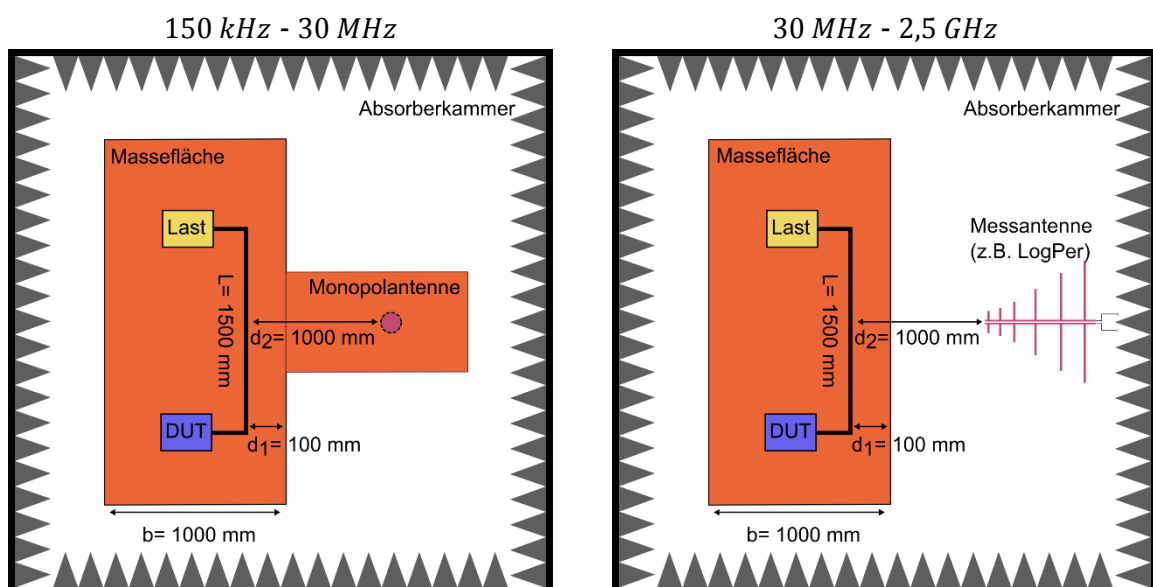 150 kHz - 30 MHz
Absorberkammer
Massefläche
Last
Monopolantenne
L= 1500 mm
d2= 1000 mm
DUT
d1= 100 mm
b= 1000 mm
30 MHz - 2,5 GHz
Absorberkammer
Massefläche
Last
Messantenne
(z.B. LogPer)
L= 1500 mm
d2= 1000 mm
DUT
d1= 100 mm
b= 1000 mm